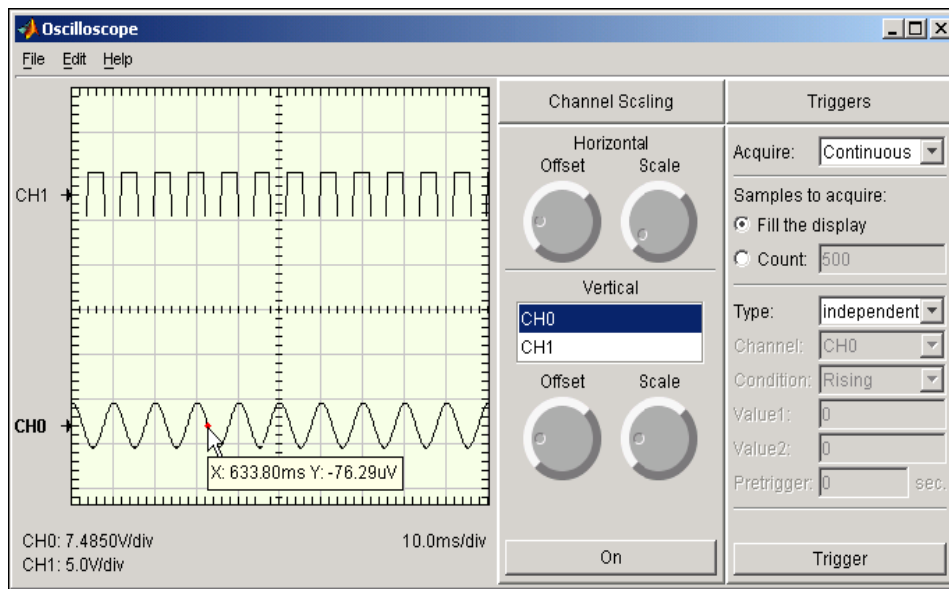 Oscilloscope
File Edit Help
CH1
CH0
X: 633.80ms Y: -76.29uV
CH0: 7.4850V/div
10.0ms/div
CH1: 5.0V/div
Channel Scaling
Horizontal
Offset Scale
Vertical
CH0
CH1
Offset Scale
On
Triggers
Acquire: Continuous
Samples to acquire:
Fill the display
Count: 500
Type: independent
Channel: CH0
Condition: Rising
Value1: 0
Value2: 0
Pretrigger: 0 sec.
Trigger